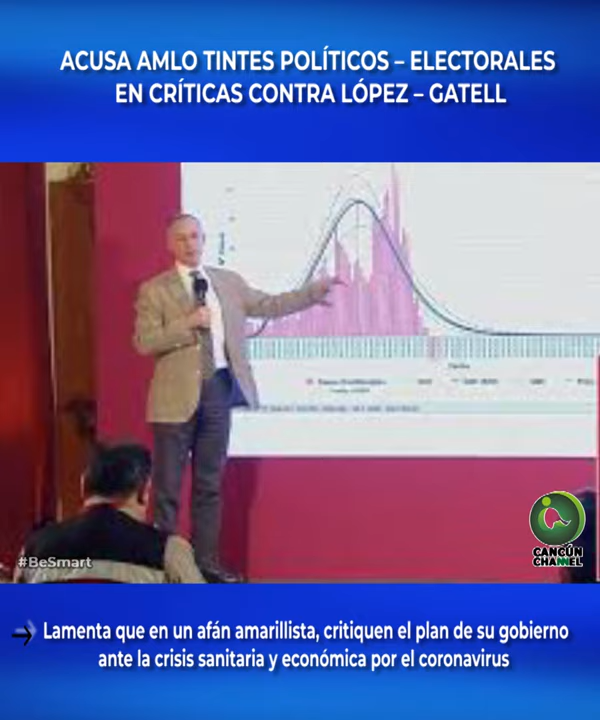 ACUSA AMLO TINTES POLÍTICOS – ELECTORALES
EN CRÍTICAS CONTRA LÓPEZ – GATELL
#BeSmart
CANCÚN
CHANNEL
Lamenta que en un afán amarillista, critiquen el plan de su gobierno
ante la crisis sanitaria y económica por el coronavirus